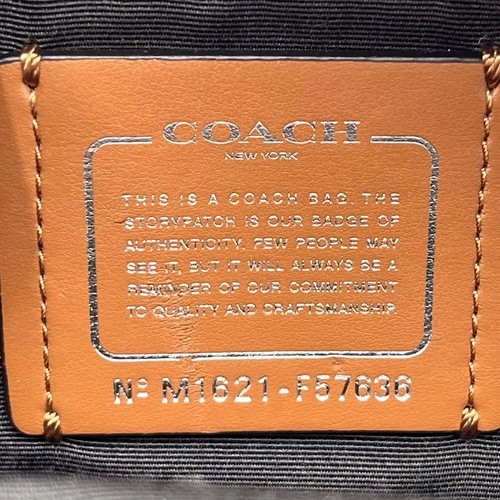 COACH
NEW YORK
THIS IS A COACH BAG. THE
STORYPATCH IS OUR BADGE OF
AUTHENTICITY. FEW PEOPLE MAY
SEE IT, BUT IT WILL ALWAYS BE A
REMINDER OF OUR COMMITMENT
TO QUALITY AND CRAFTSMANSHIP.
Nº M1621-F57636